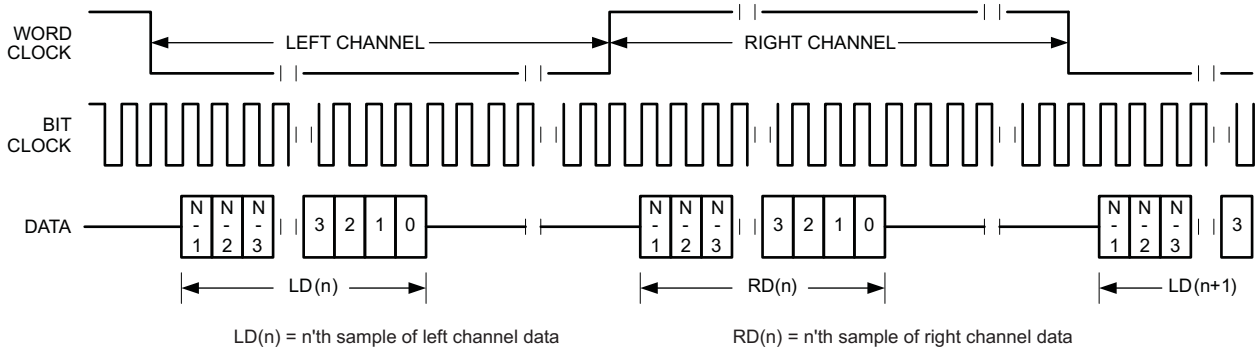 WORD
CLOCK
LEFT CHANNEL
RIGHT CHANNEL
BIT
CLOCK
DATA
N-1 N-2 N-3 3 2 1 0 N-1 N-2 N-3 3 2 1 0 N-1 N-2 N-3 3
LD(n) RD(n) LD(n+1)
LD(n) = n'th sample of left channel data
RD(n) = n'th sample of right channel data